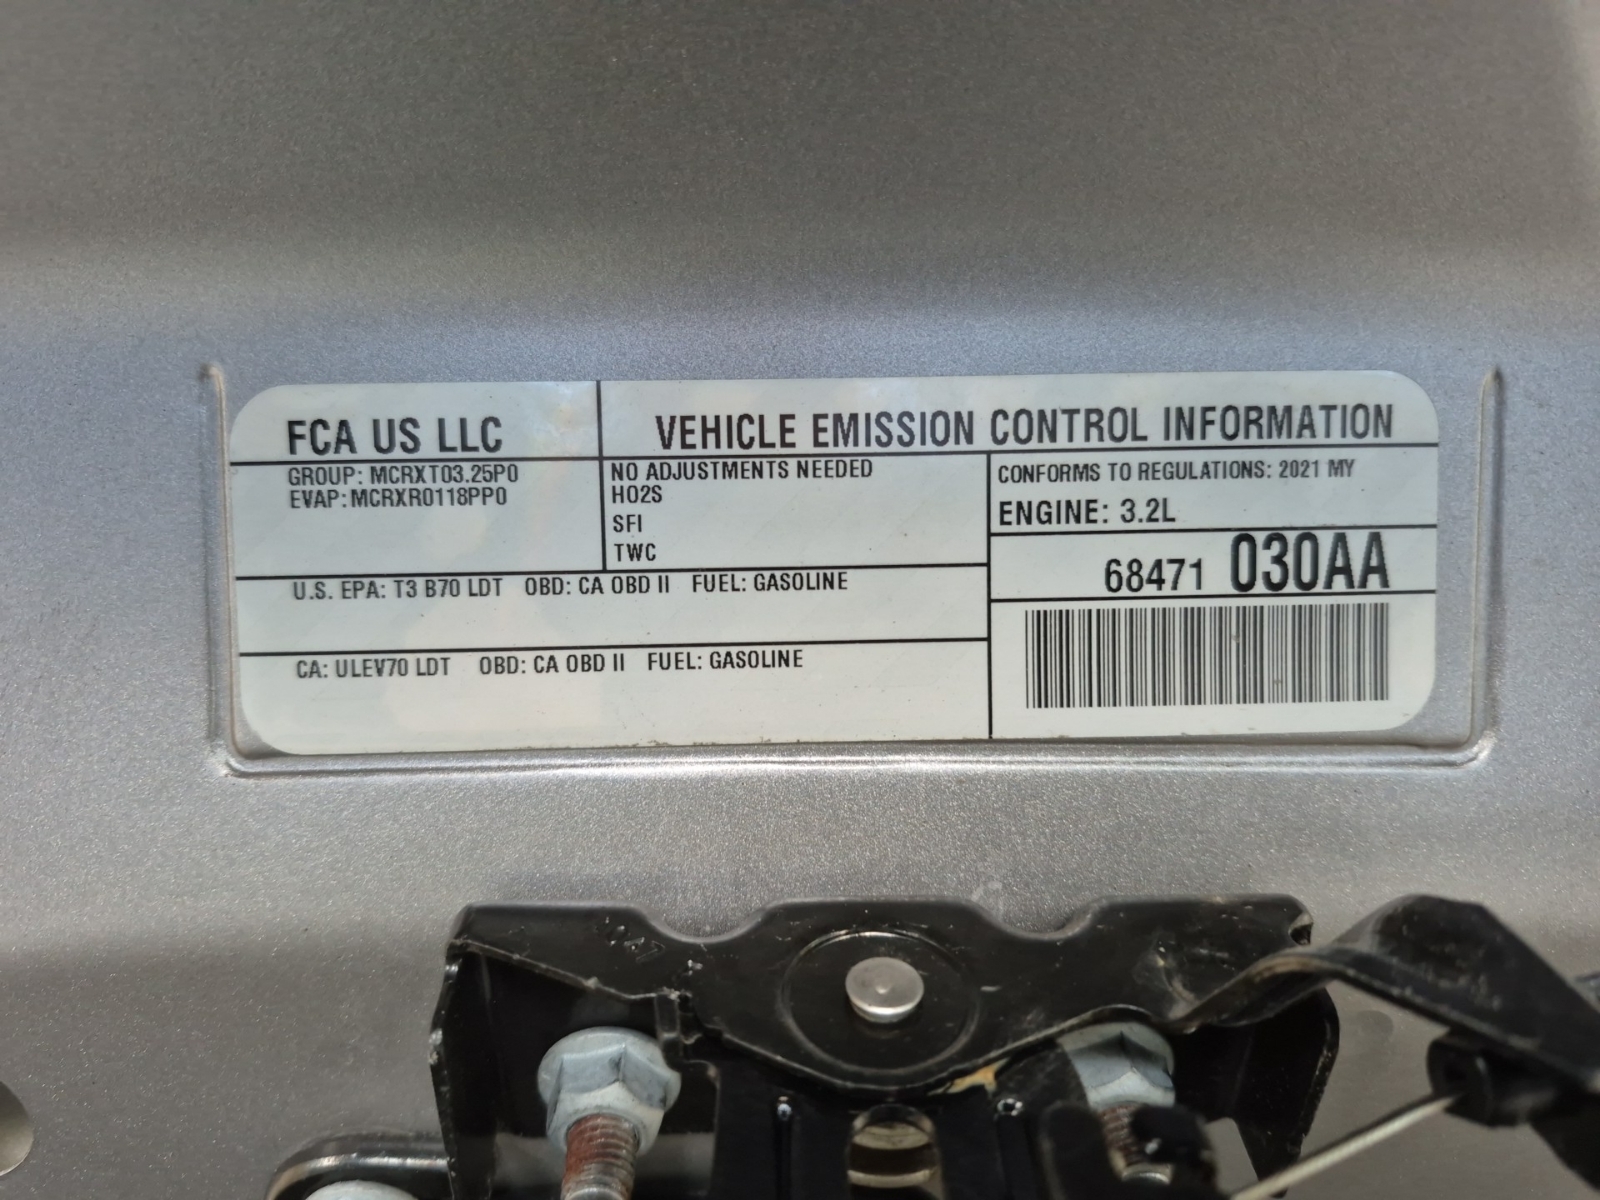 FCA US LLC
VEHICLE EMISSION CONTROL INFORMATION
GROUP: MCRXT03.25P0
EVAP: MCRXR0118PP0
NO ADJUSTMENTS NEEDED
HO2S
SFI
TWC
CONFORMS TO REGULATIONS: 2021 MY
ENGINE: 3.2L
68471 030AA
U.S. EPA: T3 B70 LDT OBD: CA OBD II FUEL: GASOLINE
CA: ULEV70 LDT OBD: CA OBD II FUEL: GASOLINE